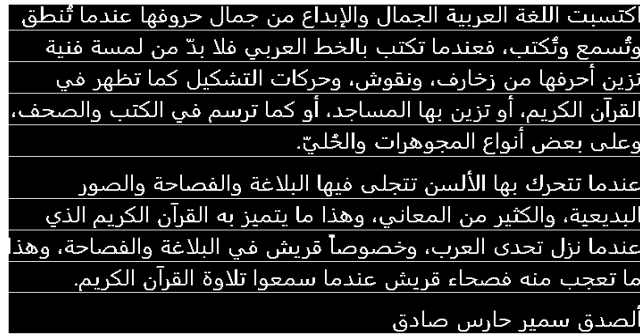 اكتسبت اللغة العربية الجمال والإبداع من جمال حروفها عندما تُنطق
وتُسمع وتُكتب، فعندما تكتب بالخط العربي فلا بدّ من لمسة فنية
تزين أحرفها من زخارف، ونقوش، وحركات التشكيل كما تظهر في
القرآن الكريم، أو تزين بها المساجد، أو كما ترسم في الكتب والصحف،
وعلى بعض أنواع المجوهرات والحُليّ.
عندما تتحرك بها الألسن تتجلى فيها البلاغة والفصاحة والصور
البديعية، والكثير من المعاني، وهذا ما يتميز به القرآن الكريم الذي
عندما نزل تحدى العرب، وخصوصاً قريش في البلاغة والفصاحة، وهذا
ما تعجب منه فصحاء قريش عندما سمعوا تلاوة القرآن الكريم.
ألصدق سمير حارس صادق